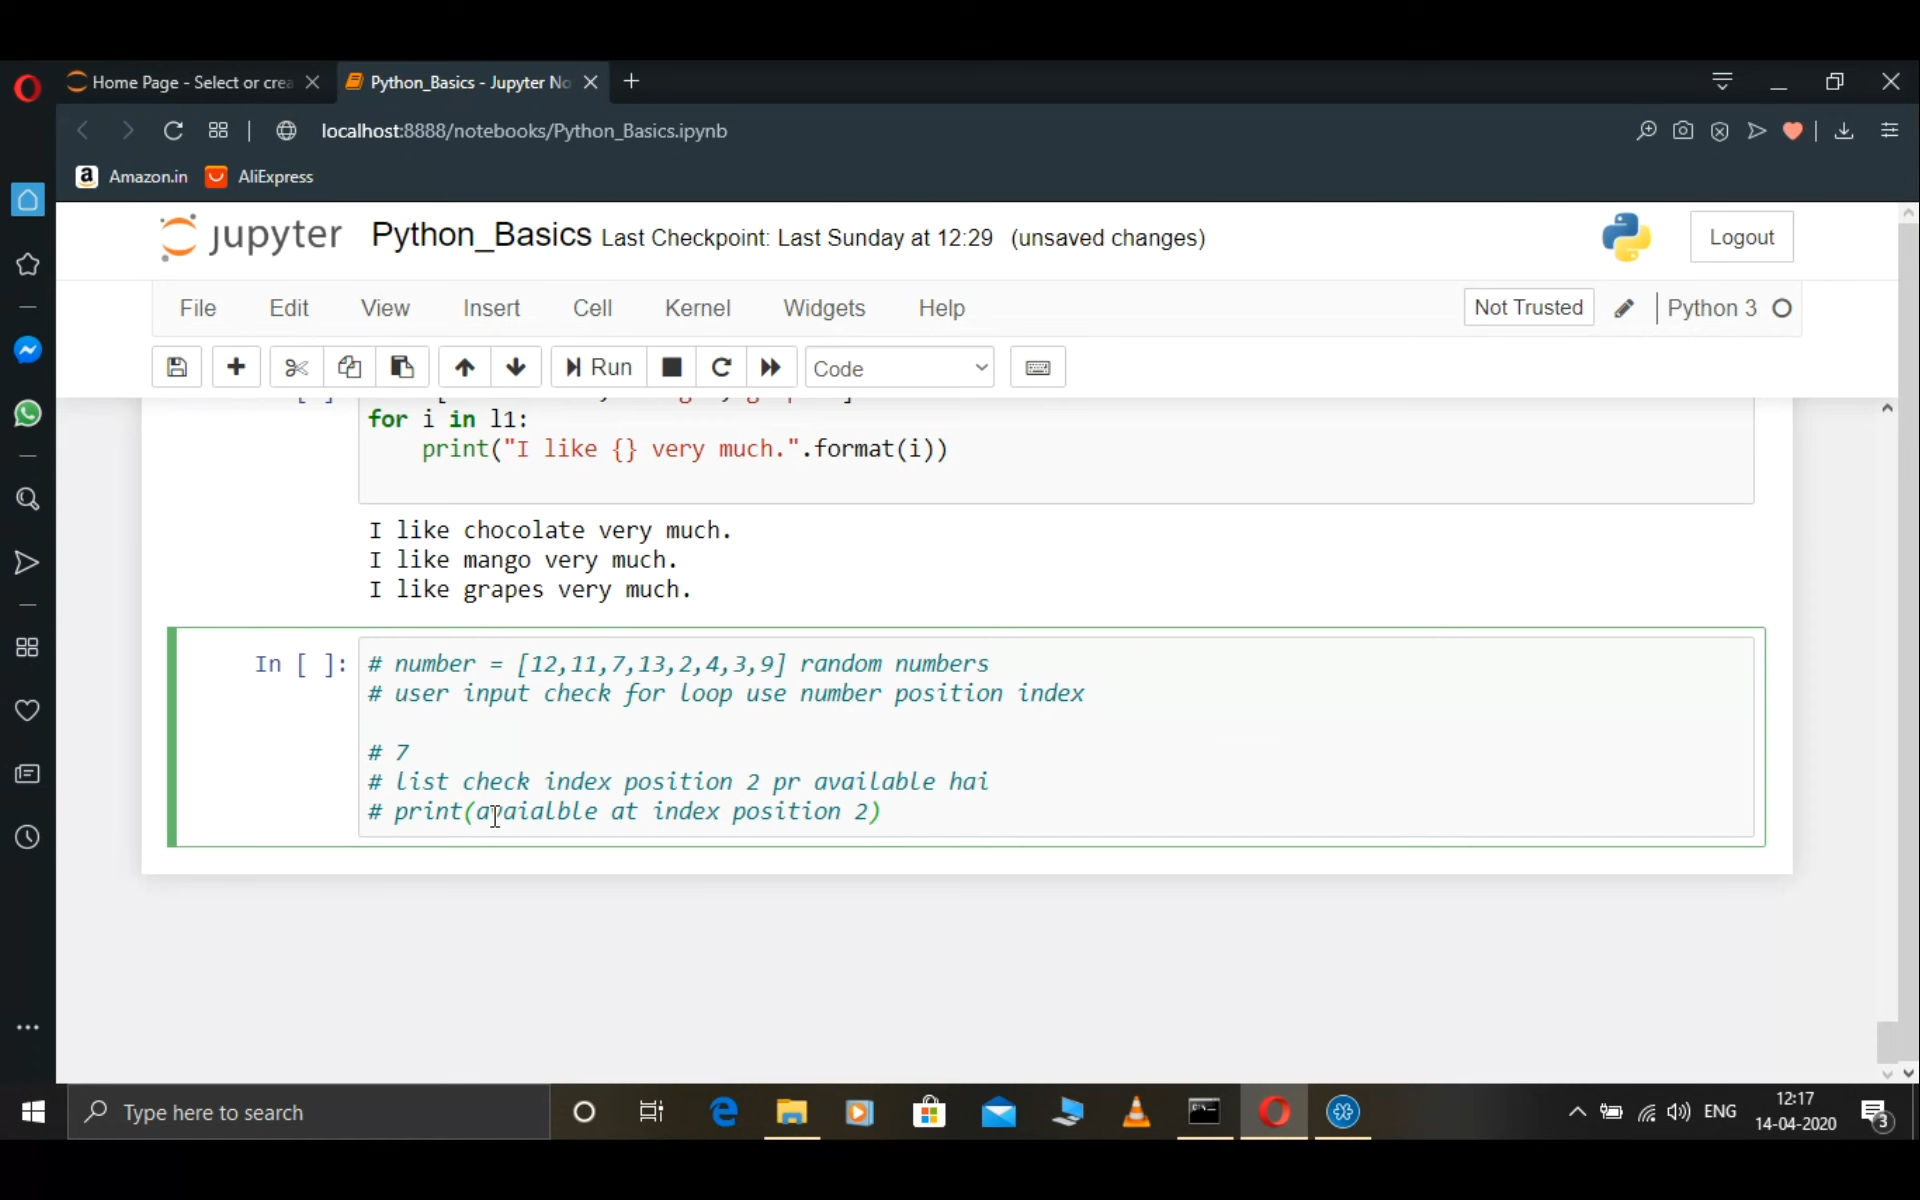 Home Page - Select or crea
Python_Basics - Jupyter No
localhost:8888/notebooks/Python_Basics.ipynb
Amazon.in
AliExpress
jupyter
Python_Basics Last Checkpoint: Last Sunday at 12:29 (unsaved changes)
Logout
File Edit View Insert Cell Kernel Widgets Help
Not Trusted
Python 3
Run
Code
for i in l1:
print("I like {} very much.".format(i))
I like chocolate very much.
I like mango very much.
I like grapes very much.
In [ ]:
# number = [12,11,7,13,2,4,3,9] random numbers
# user input check for loop use number position index
# 7
# list check index position 2 pr available hai
# print(avaialble at index position 2)
Type here to search
ENG
12:17
14-04-2020
3